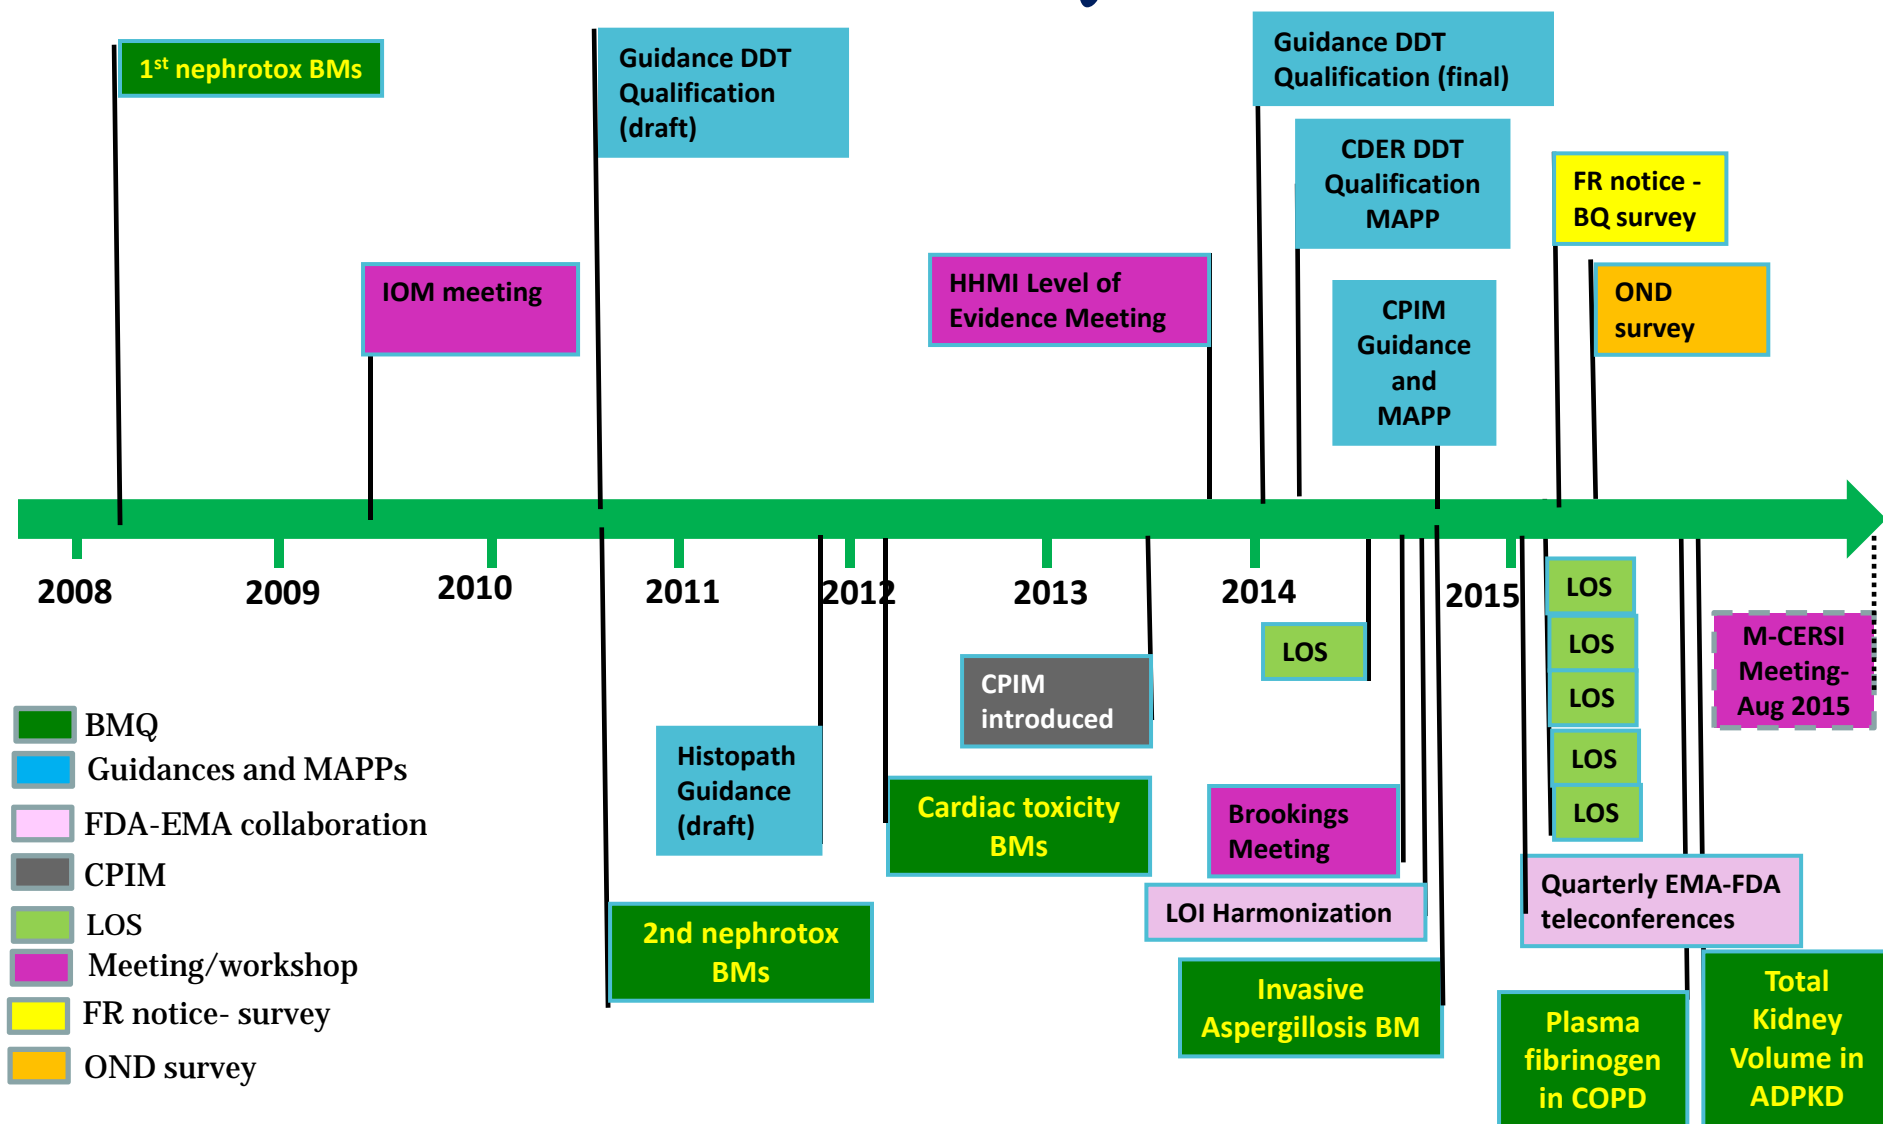 1st nephrotox BMs
Guidance DDT
Qualification
(draft)
Guidance DDT
Qualification (final)
CDER DDT
Qualification
MAPP
FR notice -
BQ survey
IOM meeting
HHMI Level of
Evidence Meeting
CPIM
Guidance
and
MAPP
OND
survey
2008
2009
2010
2011
2012
2013
2014
2015
LOS
LOS
LOS
LOS
LOS
LOS
M-CERSI
Meeting-
Aug 2015
CPIM
introduced
Histopath
Guidance
(draft)
Cardiac toxicity
BMs
Brookings
Meeting
LOI Harmonization
Quarterly EMA-FDA
teleconferences
2nd nephrotox
BMs
Invasive
Aspergillosis BM
Plasma
fibrinogen
in COPD
Total
Kidney
Volume in
ADPKD
BMQ
Guidances and MAPPs
FDA-EMA collaboration
CPIM
LOS
Meeting/workshop
FR notice- survey
OND survey